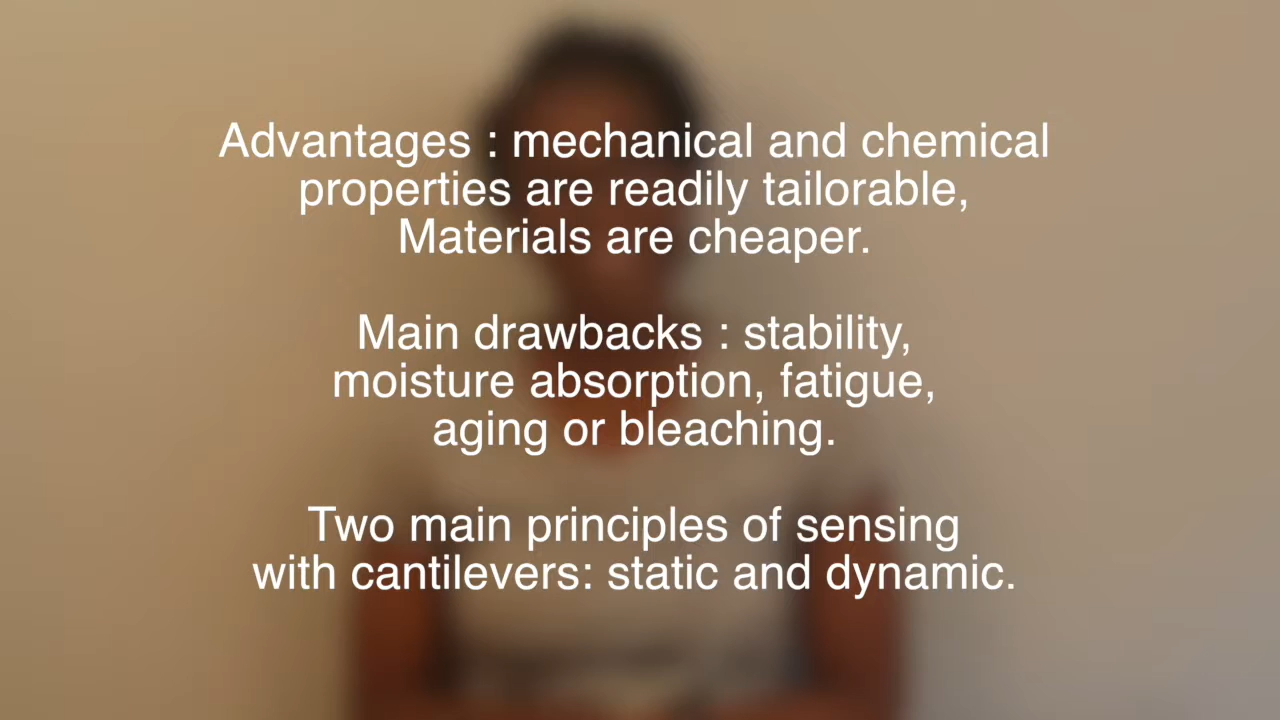 Advantages : mechanical and chemical
properties are readily tailorable,
Materials are cheaper.
Main drawbacks : stability,
moisture absorption, fatigue,
aging or bleaching.
Two main principles of sensing
with cantilevers: static and dynamic.